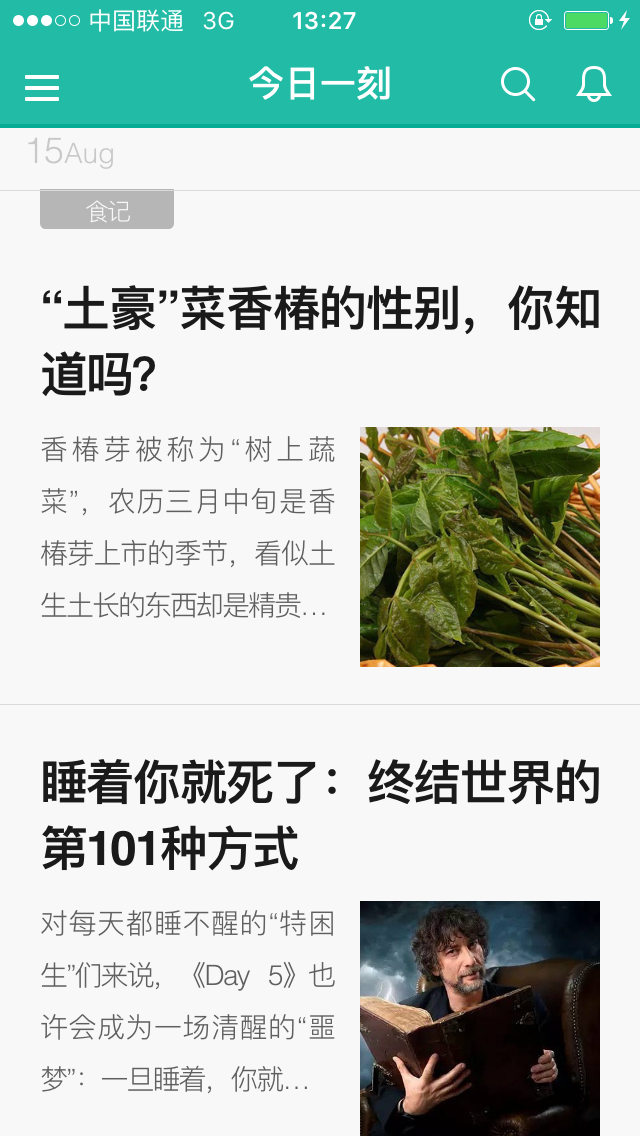 中国联通 3G 13:27
今日一刻
15Aug
食记
“土豪”菜香椿的性别，你知
道吗？
香椿芽被称为“树上蔬
菜”，农历三月中旬是香
椿芽上市的季节，看似土
生土长的东西却是精贵…
睡着你就死了：终结世界的
第101种方式
对每天都睡不醒的“特困
生”们来说，《Day 5》也
许会成为一场清醒的“噩
梦”：一旦睡着，你就…